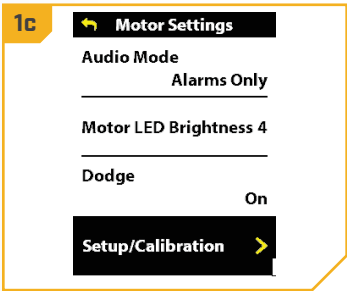 1c
Motor Settings
Audio Mode
Alarms Only
Motor LED Brightness 4
Dodge
On
Setup/Calibration